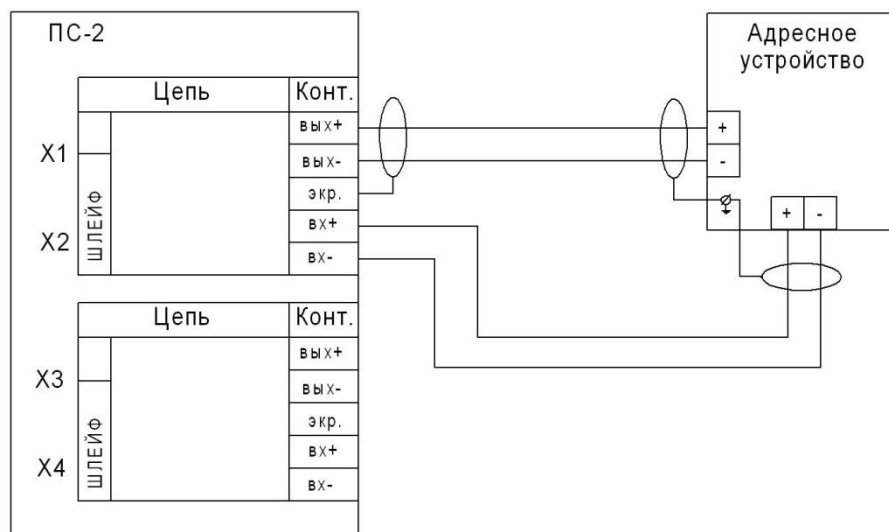 ПС-2
Цепь Конт.
X1
X2
ШЛЕЙФ
вых+
вых-
экр.
вх+
вх-
Цепь Конт.
X3
X4
ШЛЕЙФ
вых+
вых-
экр.
вх+
вх-
Адресное
устройство
+
-
+ -